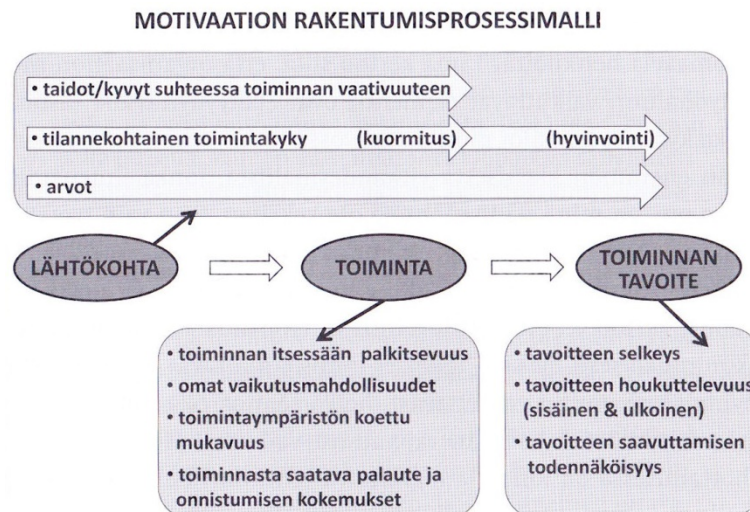 MOTIVAATION RAKENTUMISPROSESSIMALLI
• taidot/kyvyt suhteessa toiminnan vaativuuteen
• tilannekohtainen toimintakyky (kuormitus) (hyvinvointi)
• arvot
LÄHTÖKOHTA
TOIMINTA
TOIMINNAN
TAVOITE
• toiminnan itsessään palkitsevuus
• omat vaikutusmahdollisuudet
• toimintaympäristön koettu
mukavuus
• toiminnasta saatava palaute ja
onnistumisen kokemukset
• tavoitteen selkeys
• tavoitteen houkuttelevuus
(sisäinen & ulkoinen)
• tavoitteen saavuttamisen
todennäköisyys